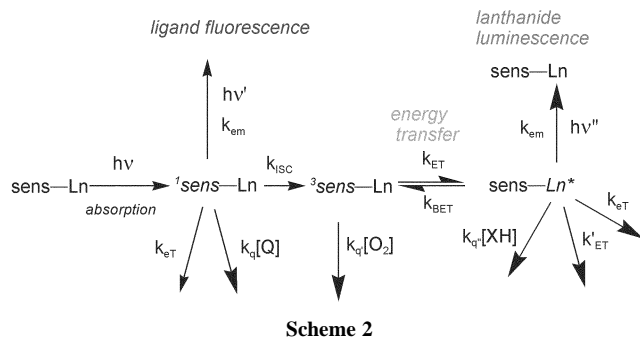 ligand fluorescence
lanthanide
luminescence
sens—Ln
hν'
k_em
energy
transfer
k_em hν"
sens—Ln hν absorption ¹sens—Ln k_ISC ³sens—Ln k_ET k_BET sens—Ln*
k_eT k_q[Q] k_q'[O₂] k_q"[XH] k'_ET k_eT
Scheme 2